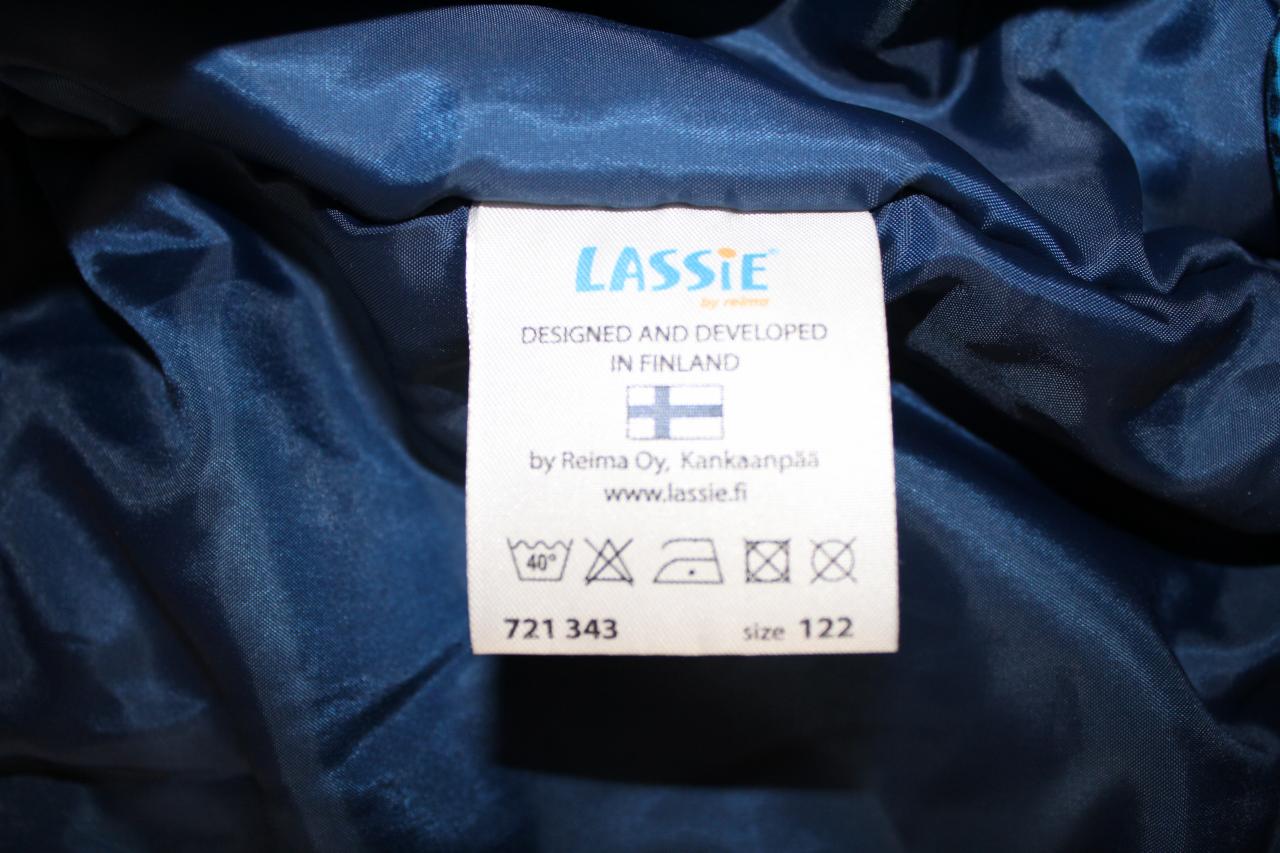 LASSiE
by reima
DESIGNED AND DEVELOPED
IN FINLAND
by Reima Oy, Kankaanpää
www.lassie.fi
40°
721 343 size 122